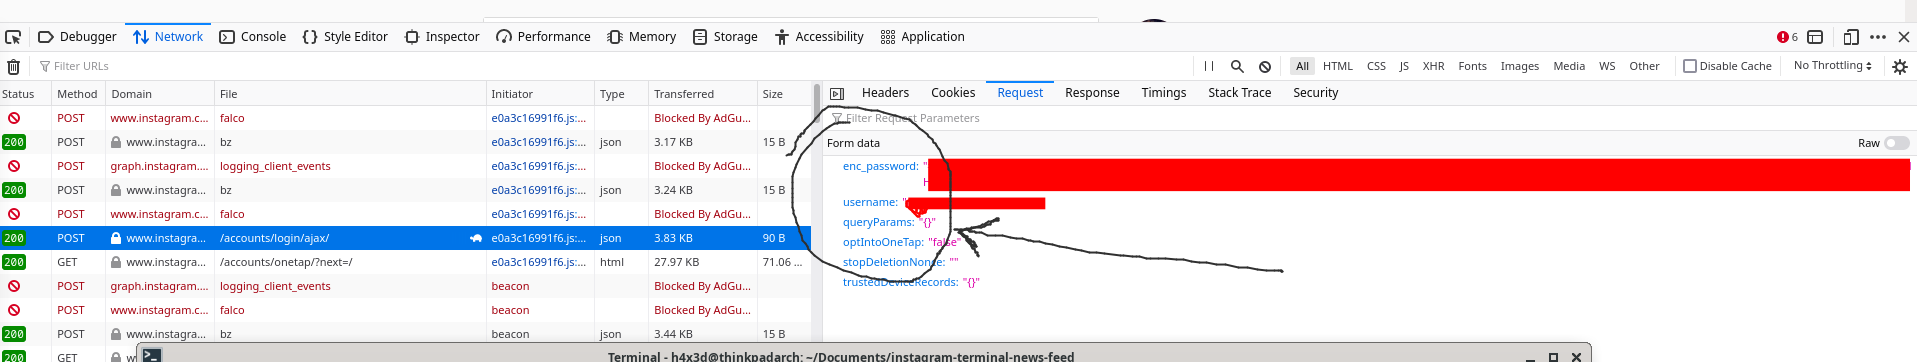 Debugger Network Console Style Editor Inspector Performance Memory Storage Accessibility Application 6
Filter URLs All HTML CSS JS XHR Fonts Images Media WS Other Disable Cache No Throttling
Status Method Domain File Initiator Type Transferred Size
POST www.instagram.c... falco e0a3c16991f6.js:... Blocked By AdGu...
200 POST www.instagra... bz e0a3c16991f6.js:... json 3.17 KB 15 B
POST graph.instagram.... logging_client_events e0a3c16991f6.js:... Blocked By AdGu...
200 POST www.instagra... bz e0a3c16991f6.js:... json 3.24 KB 15 B
POST www.instagram.c... falco e0a3c16991f6.js:... Blocked By AdGu...
200 POST www.instagra... /accounts/login/ajax/ e0a3c16991f6.js:... json 3.83 KB 90 B
200 GET www.instagra... /accounts/onetap/?next=/ e0a3c16991f6.js:... html 27.97 KB 71.06 ...
POST graph.instagram.... logging_client_events beacon Blocked By AdGu...
POST www.instagram.c... falco beacon Blocked By AdGu...
200 POST www.instagra... bz beacon json 3.44 KB 15 B
200 GET
Headers Cookies Request Response Timings Stack Trace Security
Filter Request Parameters
Form data Raw
enc_password: "
H
username: "
queryParams: "{}"
optIntoOneTap: "false"
stopDeletionNonce: ""
trustedDeviceRecords: "{}"
Terminal - h4x3d@thinkpadarch: ~/Documents/instagram-terminal-news-feed